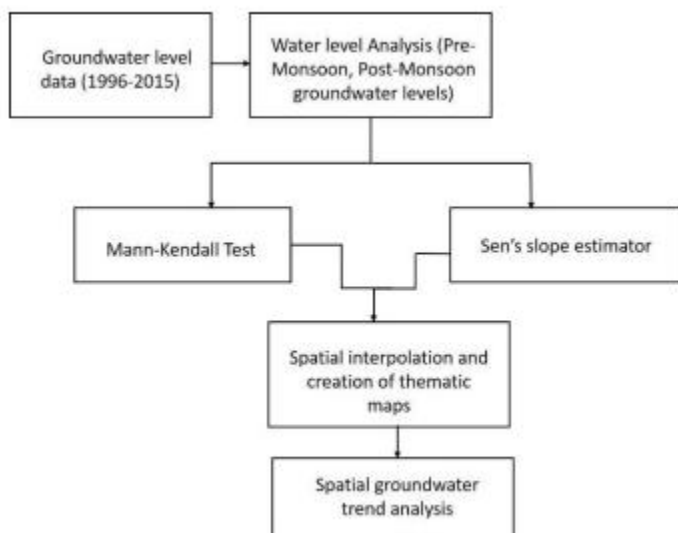 Groundwater level
data (1996-2015)
Water level Analysis (Pre-
Monsoon, Post-Monsoon
groundwater levels)
Mann-Kendall Test
Sen's slope estimator
Spatial interpolation and
creation of thematic
maps
Spatial groundwater
trend analysis